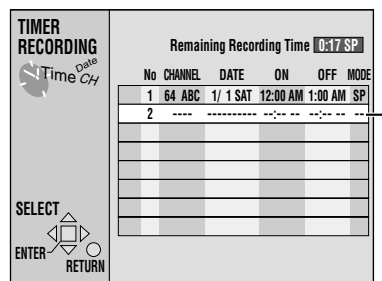 TIMER
RECORDING
Time Date
CH
Remaining Recording Time 0:17 SP
No CHANNEL DATE ON OFF MODE
1 64 ABC 1/ 1 SAT 12:00 AM 1:00 AM SP
2 ---- ---------- --:-- -- --:-- -- --
SELECT
ENTER
RETURN